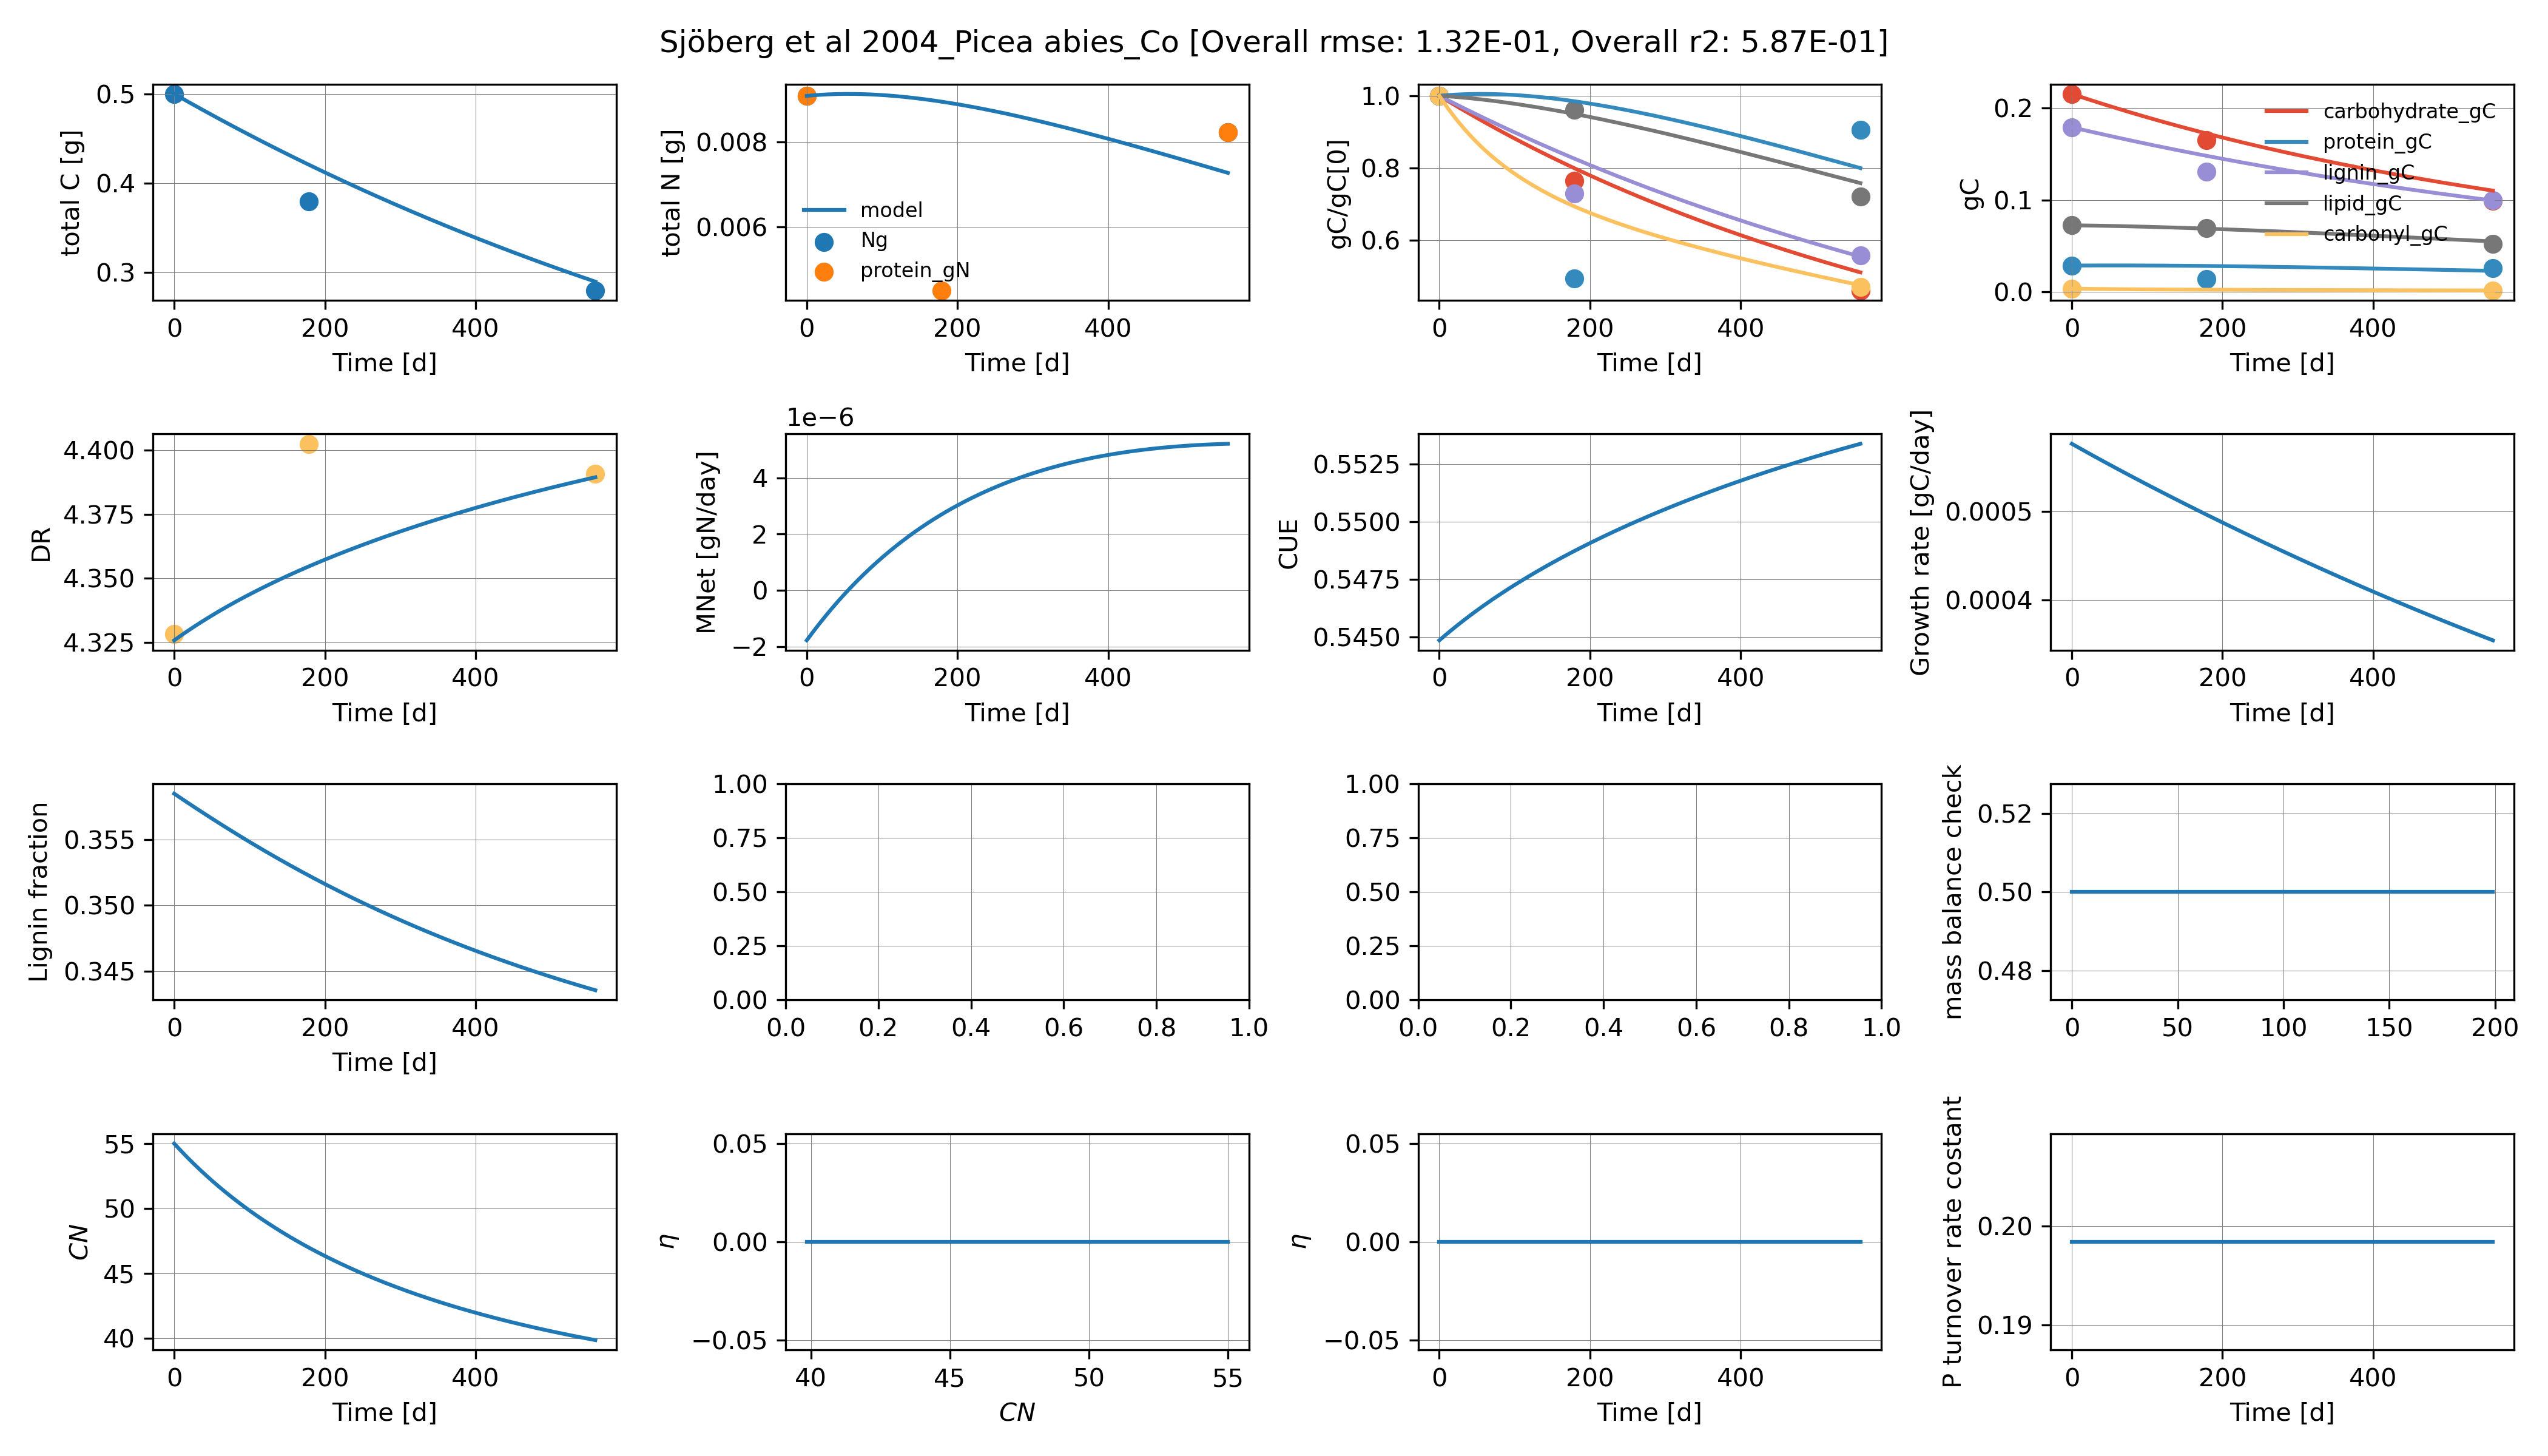 Sjöberg et al 2004_Picea abies_Co [Overall rmse: 1.32E-01, Overall r2: 5.87E-01]
total C [g]
0.5
0.4
0.3
0 200 400
Time [d]
total N [g]
0.008
0.006
model
Ng
protein_gN
0 200 400
Time [d]
gC/gC[0]
1.0
0.8
0.6
0 200 400
Time [d]
gC
0.2
0.1
0.0
carbohydrate_gC
protein_gC
lignin_gC
lipid_gC
carbonyl_gC
0 200 400
Time [d]
DR
4.400
4.375
4.350
4.325
0 200 400
Time [d]
1e−6
MNet [gN/day]
4
2
0
−2
0 200 400
Time [d]
CUE
0.5525
0.5500
0.5475
0.5450
0 200 400
Time [d]
Growth rate [gC/day]
0.0005
0.0004
0 200 400
Time [d]
Lignin fraction
0.355
0.350
0.345
0 200 400
Time [d]
1.00
0.75
0.50
0.25
0.00
0.0 0.2 0.4 0.6 0.8 1.0
1.00
0.75
0.50
0.25
0.00
0.0 0.2 0.4 0.6 0.8 1.0
mass balance check
0.52
0.50
0.48
0 50 100 150 200
CN
55
50
45
40
0 200 400
Time [d]
η
0.05
0.00
−0.05
40 45 50 55
CN
η
0.05
0.00
−0.05
0 200 400
Time [d]
P turnover rate costant
0.20
0.19
0 200 400
Time [d]